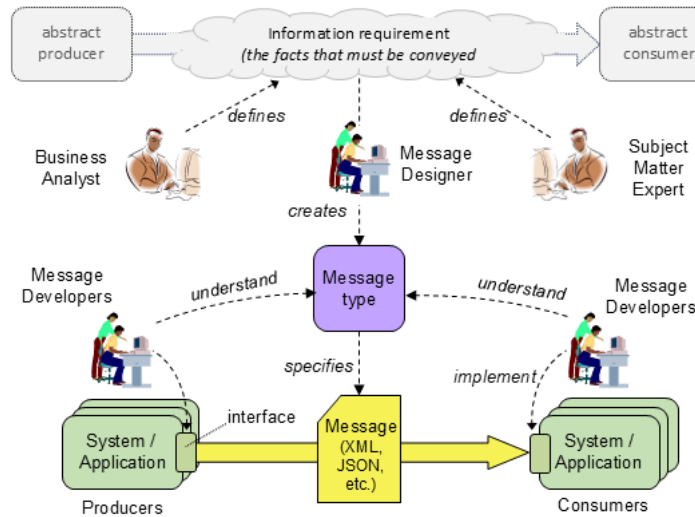 abstract
producer
Information requirement
(the facts that must be conveyed
abstract
consumer
defines
defines
Business
Analyst
Message
Designer
Subject
Matter
Expert
creates
Message
Developers
understand
Message
type
understand
Message
Developers
specifies
implement
interface
System /
Application
Message
(XML,
JSON,
etc.)
System /
Application
Producers
Consumers